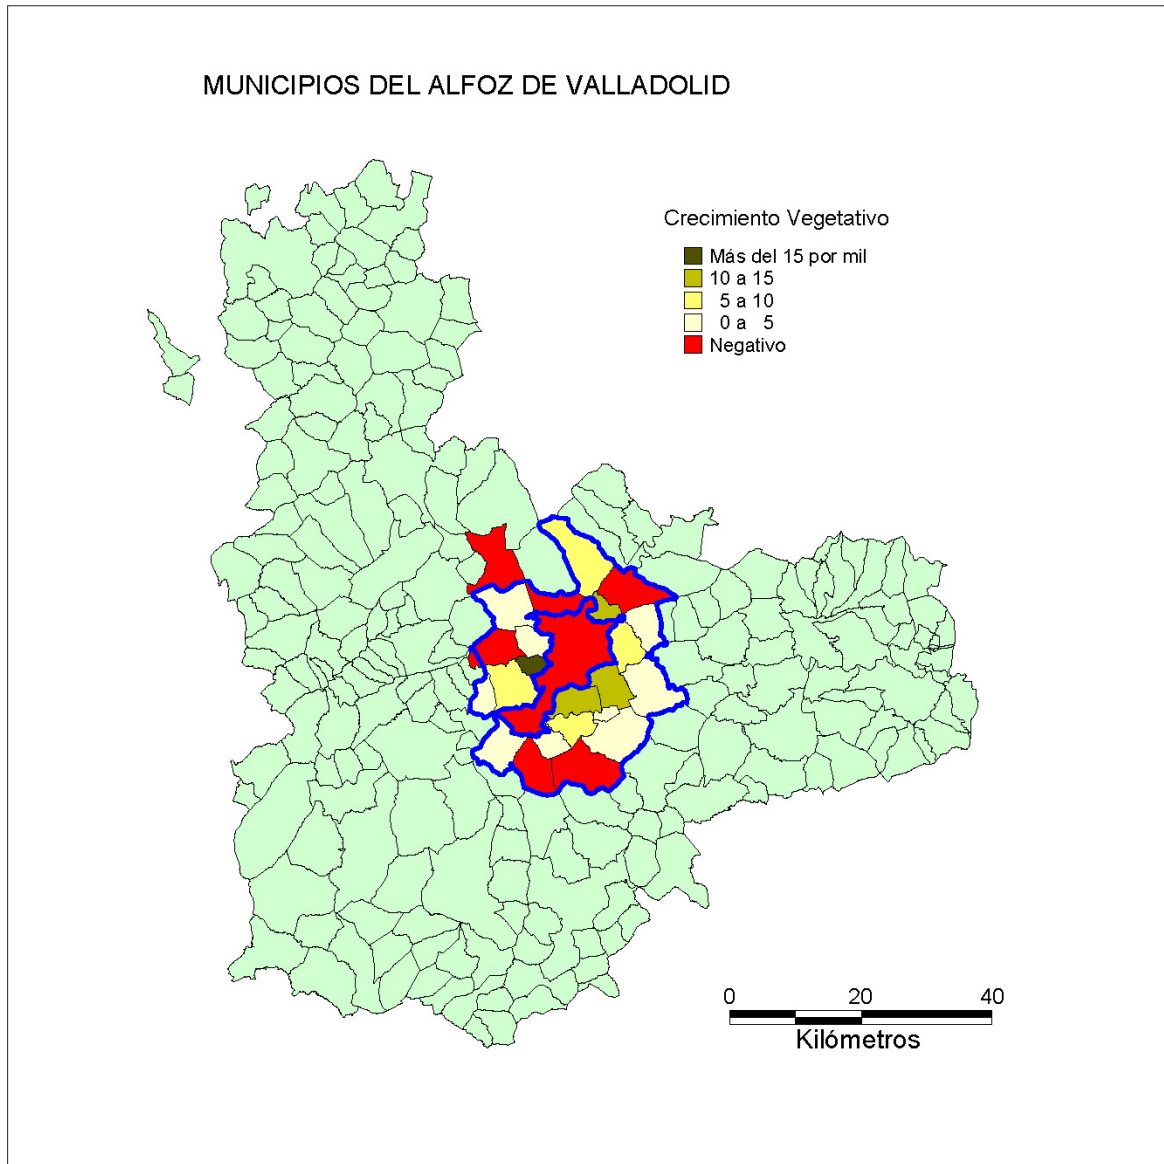 MUNICIPIOS DEL ALFOZ DE VALLADOLID
Crecimiento Vegetativo
Más del 15 por mil
10 a 15
5 a 10
0 a 5
Negativo
0 20 40
Kilómetros